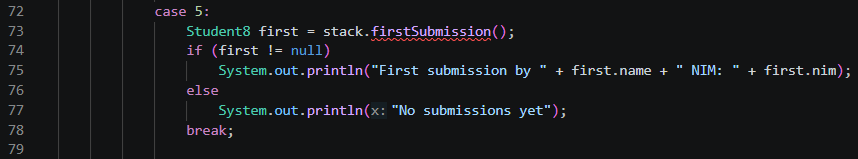 72 case 5:
73 Student8 first = stack.firstSubmission();
74 if (first != null)
75 System.out.println("First submission by " + first.name + " NIM: " + first.nim);
76 else
77 System.out.println(x: "No submissions yet");
78 break;
79